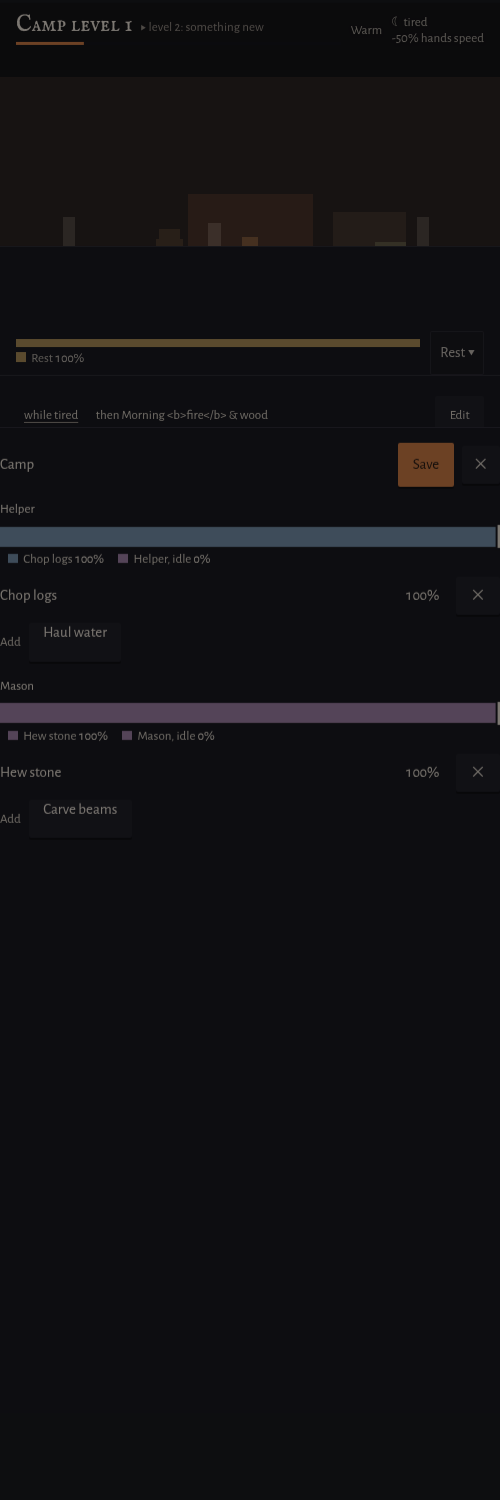 Camp level 1 ▸ level 2: something new
Warm
☾ tired
-50% hands speed
Rest 100%
Rest ▾
while tired then Morning <b>fire</b> & wood
Edit
Camp
Save ×
Helper
Chop logs 100% Helper, idle 0%
Chop logs 100% ×
Add Haul water
Mason
Hew stone 100% Mason, idle 0%
Hew stone 100% ×
Add Carve beams